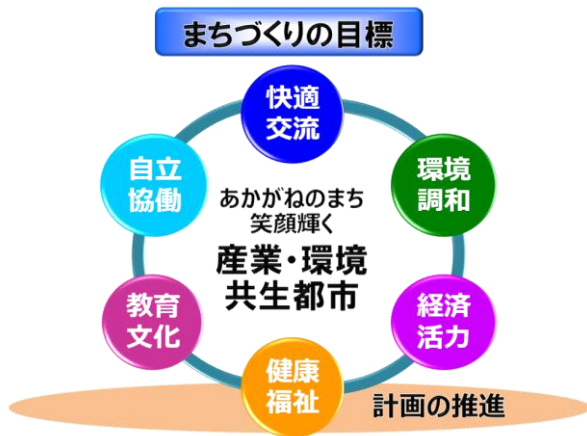 まちづくりの目標
快適
交流
環境
調和
経済
活力
健康
福祉
教育
文化
自立
協働
あかがねのまち
笑顔輝く
産業・環境
共生都市
計画の推進